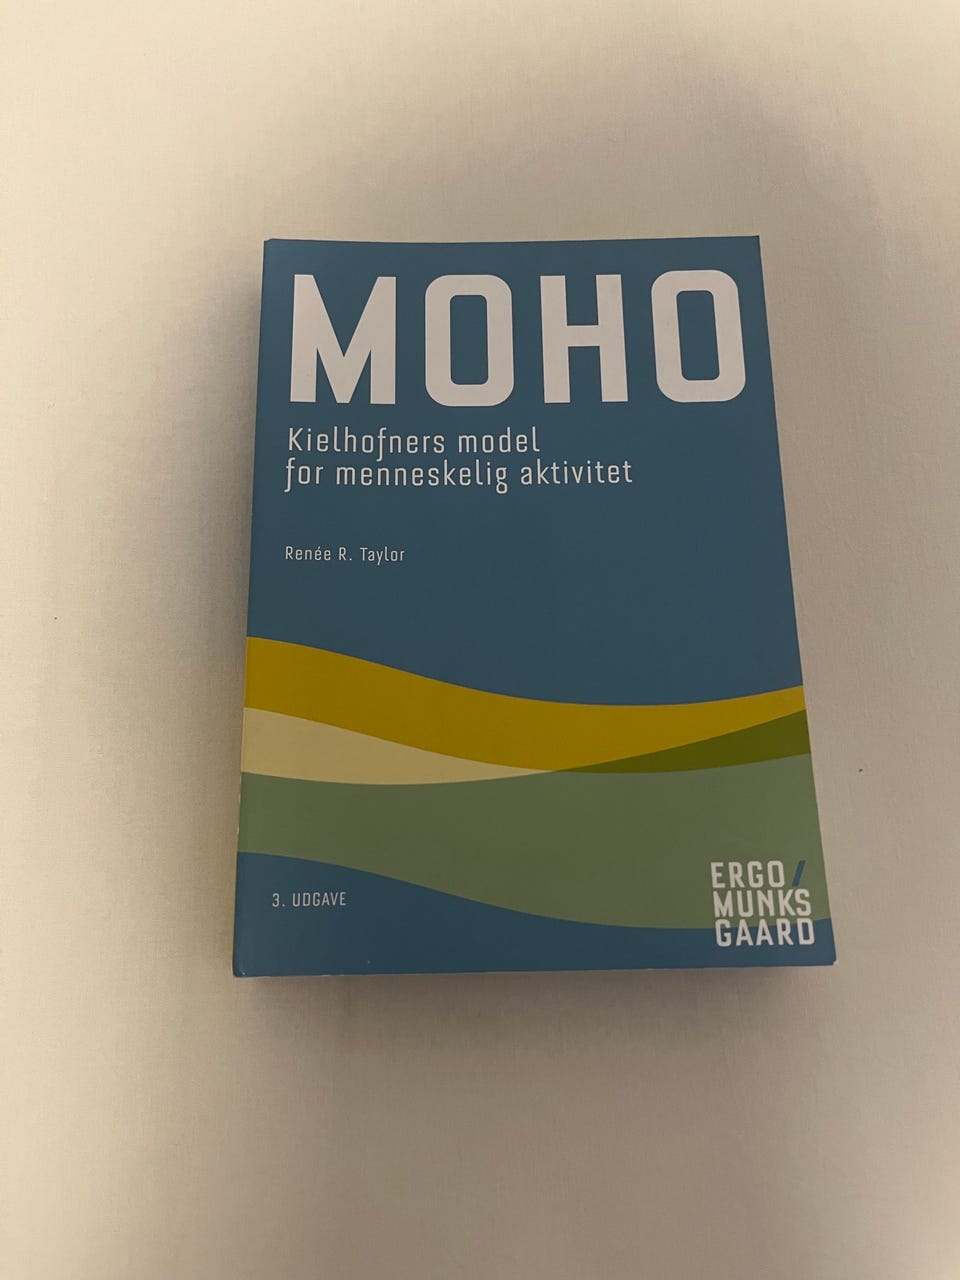 MOHO
Kielhofners model
for menneskelig aktivitet
Renée R. Taylor
3. UDGAVE
ERGO/
MUNKS
GAARD